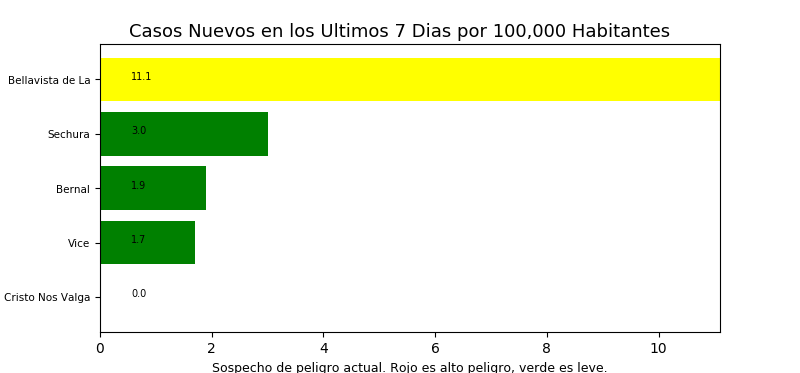 Casos Nuevos en los Ultimos 7 Dias por 100,000 Habitantes
Bellavista de La
11.1
Sechura
3.0
Bernal
1.9
Vice
1.7
Cristo Nos Valga
0.0
0 2 4 6 8 10
Sospecho de peligro actual. Rojo es alto peligro, verde es leve.